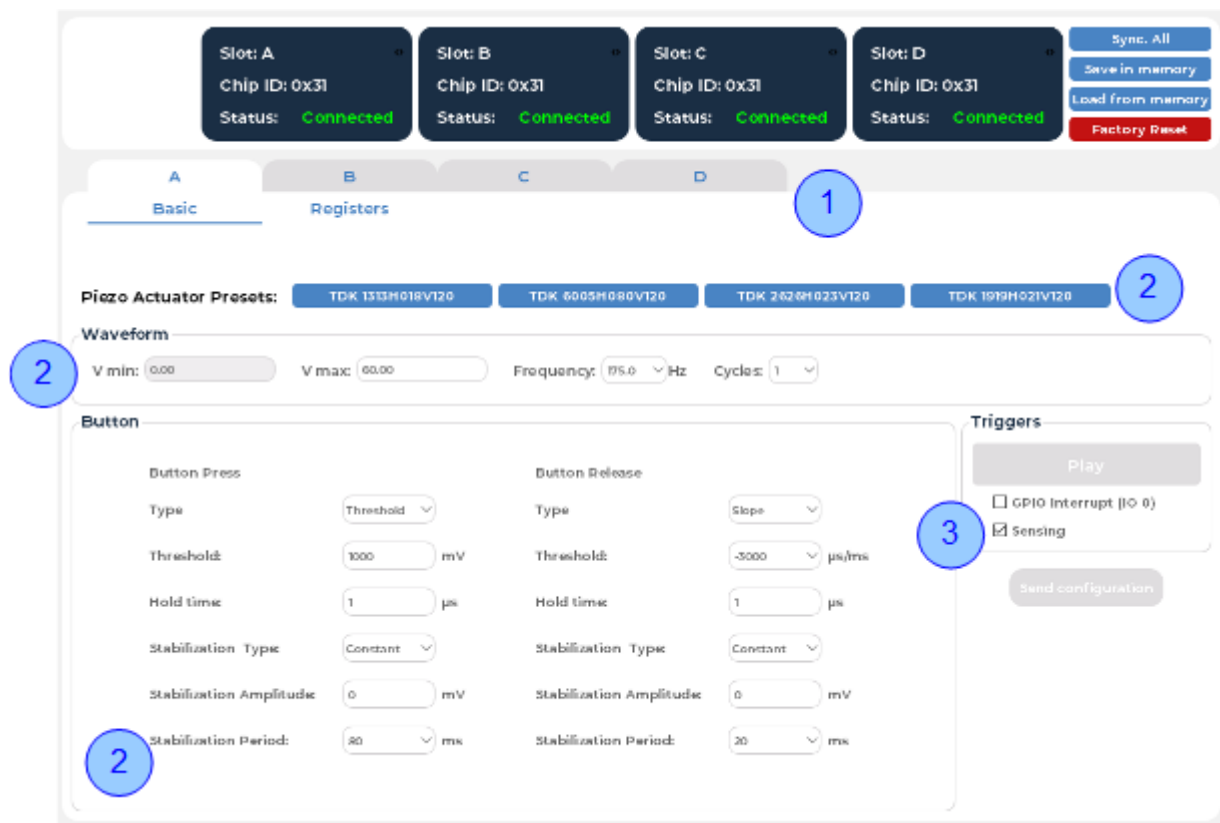 Slot: A
Chip ID: 0x31
Status: Connected
Slot: B
Chip ID: 0x31
Status: Connected
Slot: C
Chip ID: 0x31
Status: Connected
Slot: D
Chip ID: 0x31
Status: Connected
Sync. All
Save in memory
Load from memory
Factory Reset
A B C D
1
Basic Registers
Piezo Actuator Presets: TDK 1313H018V120 TDK 6005H080V120 TDK 2626H023V120 TDK 1919H021V120
2
Waveform
2
V min: 0.00 V max: 60.00 Frequency: 175.0 Hz Cycles: 1
Button
Button Press Button Release
Type Threshold Type Slope
Threshold: 1000 mV Threshold: -3000 µs/ms
Hold time: 1 µs Hold time: 1 µs
Stabilization Type: Constant Stabilization Type: Constant
Stabilization Amplitude: 0 mV Stabilization Amplitude: 0 mV
Stabilization Period: 80 ms Stabilization Period: 20 ms
2
Triggers
Play
GPIO Interrupt (IO 0)
3
Sensing
Send configuration